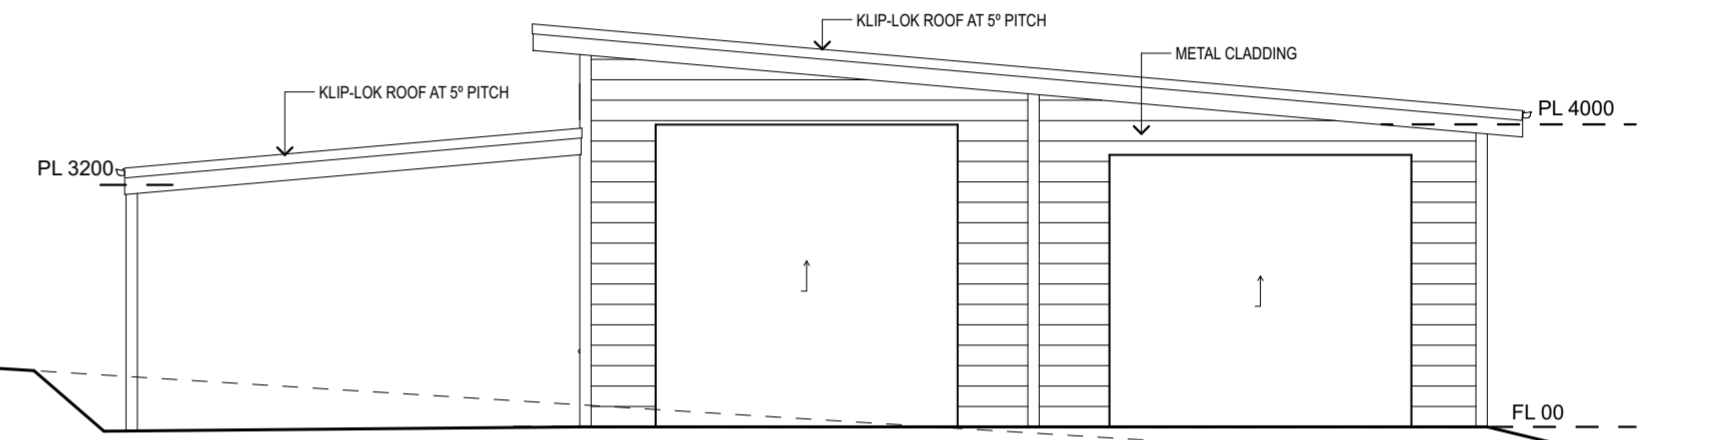 KLIP-LOK ROOF AT 5º PITCH
METAL CLADDING
KLIP-LOK ROOF AT 5º PITCH
PL 4000
PL 3200
FL 00